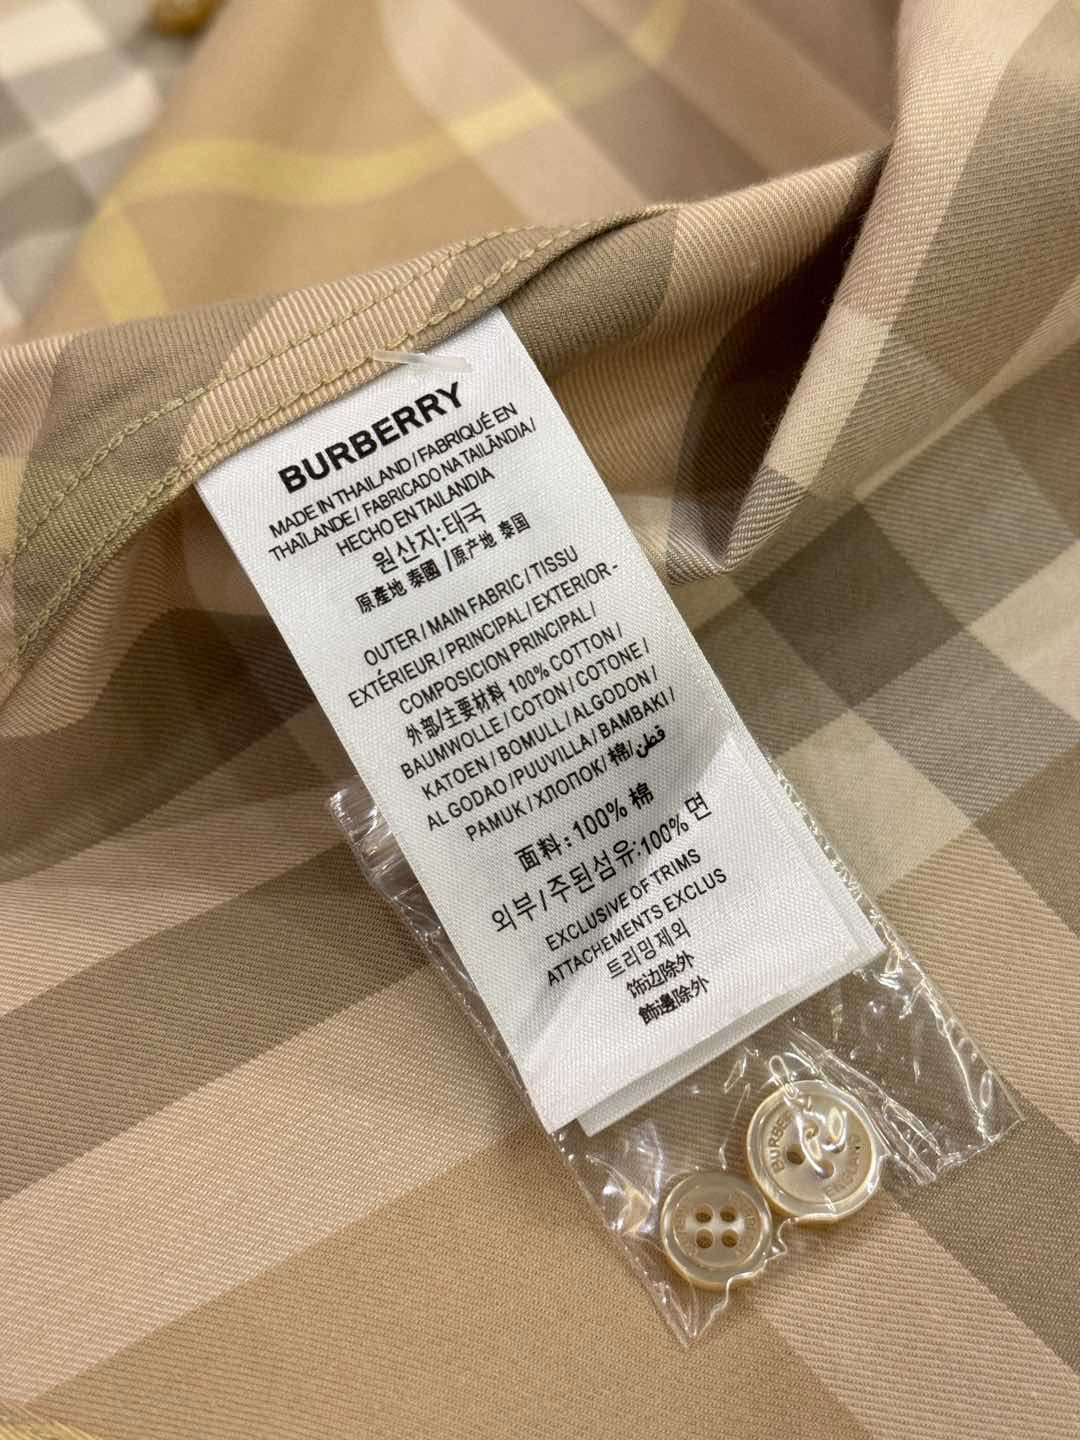 BURBERRY
MADE IN THAILAND / FABRIQUÉ EN
THAÏLANDE / FABRICADO NA TAILÃNDIA /
HECHO EN TAILANDIA
원산지:태국
原產地 泰國 /原产地 泰国
OUTER / MAIN FABRIC / TISSU
EXTÉRIEUR / PRINCIPAL / EXTERIOR -
COMPOSICION PRINCIPAL /
外部/主要材料 100% COTTON /
BAUMWOLLE / COTON / COTONE /
KATOEN / BOMULL / ALGODON /
ALGODAO / PUUVILLA / BAMBAKI /
PAMUK / ХЛОПОК/ 棉/ قطن
面料: 100% 棉
외부 / 주된섬유:100% 면
EXCLUSIVE OF TRIMS
ATTACHEMENTS EXCLUS
트리밍제외
饰边除外
飾邊除外
BURBERRY
ENGLAND